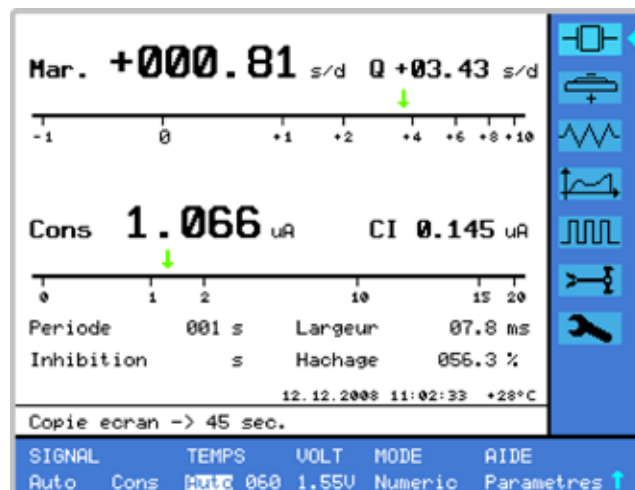 Mar. +000.81 s/d Q +03.43 s/d
-1 0 +1 +2 +4 +6 +8 +10
Cons 1.066 uA CI 0.145 uA
0 1 2 10 15 20
Periode 001 s Largeur 07.8 ms
Inhibition s Hachage 056.3 %
12.12.2008 11:02:33 +28°C
Copie ecran -> 45 sec.
SIGNAL TEMPS VOLT MODE AIDE
Auto Cons Auto 060 1.55V Numeric Parametres